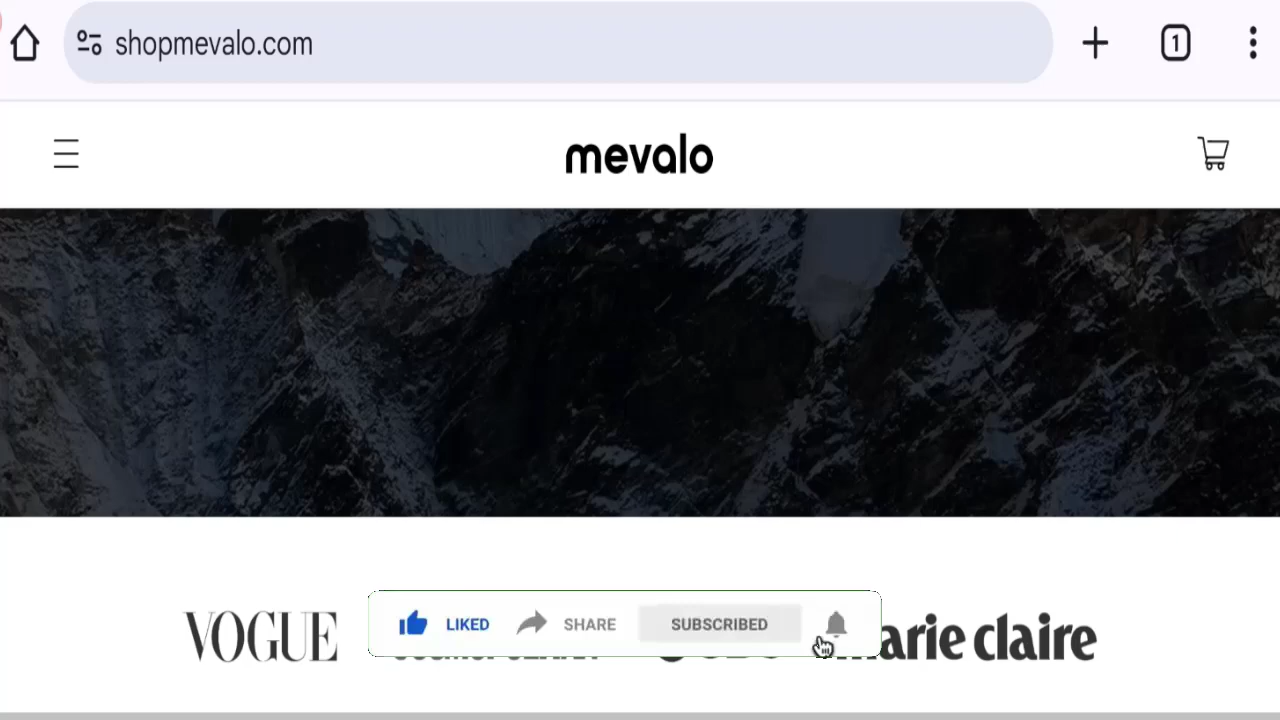 shopmevalo.com
1
mevalo
VOGUE
LIKED
SHARE
SUBSCRIBED
arie claire